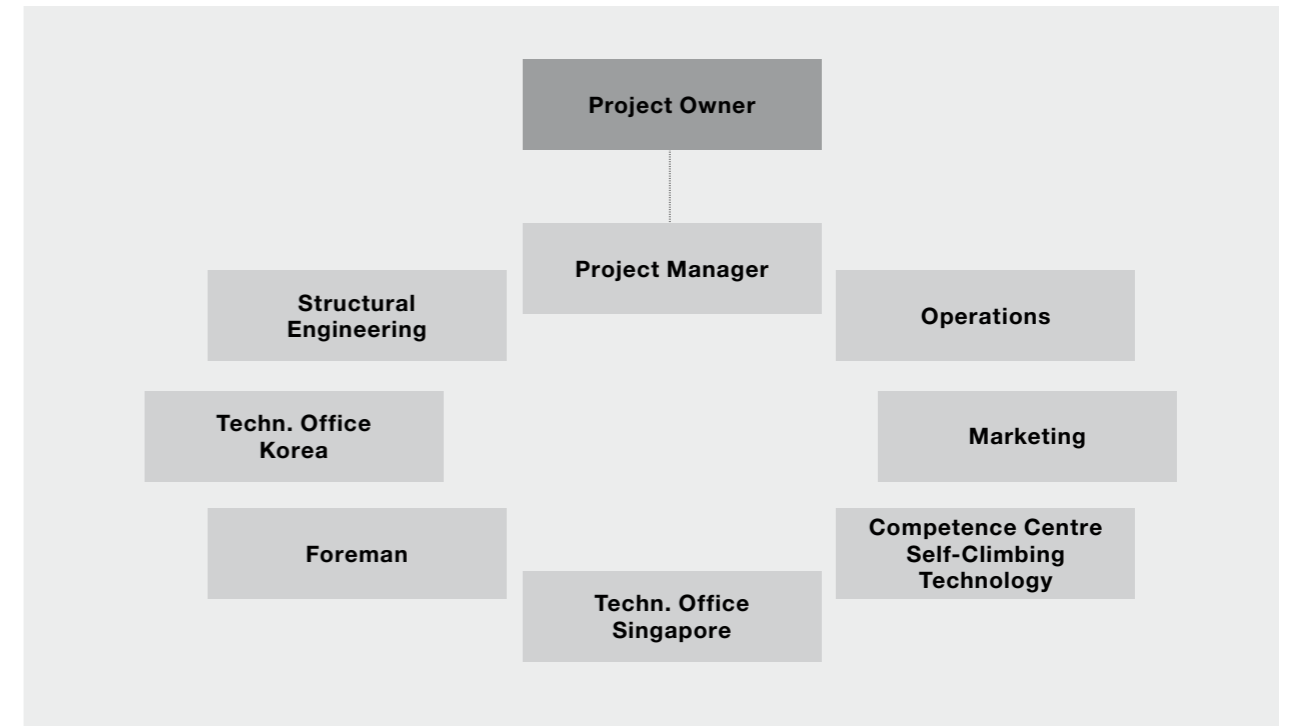 Project Owner
Project Manager
Structural
Engineering
Operations
Techn. Office
Korea
Marketing
Foreman
Competence Centre
Self-Climbing
Technology
Techn. Office
Singapore